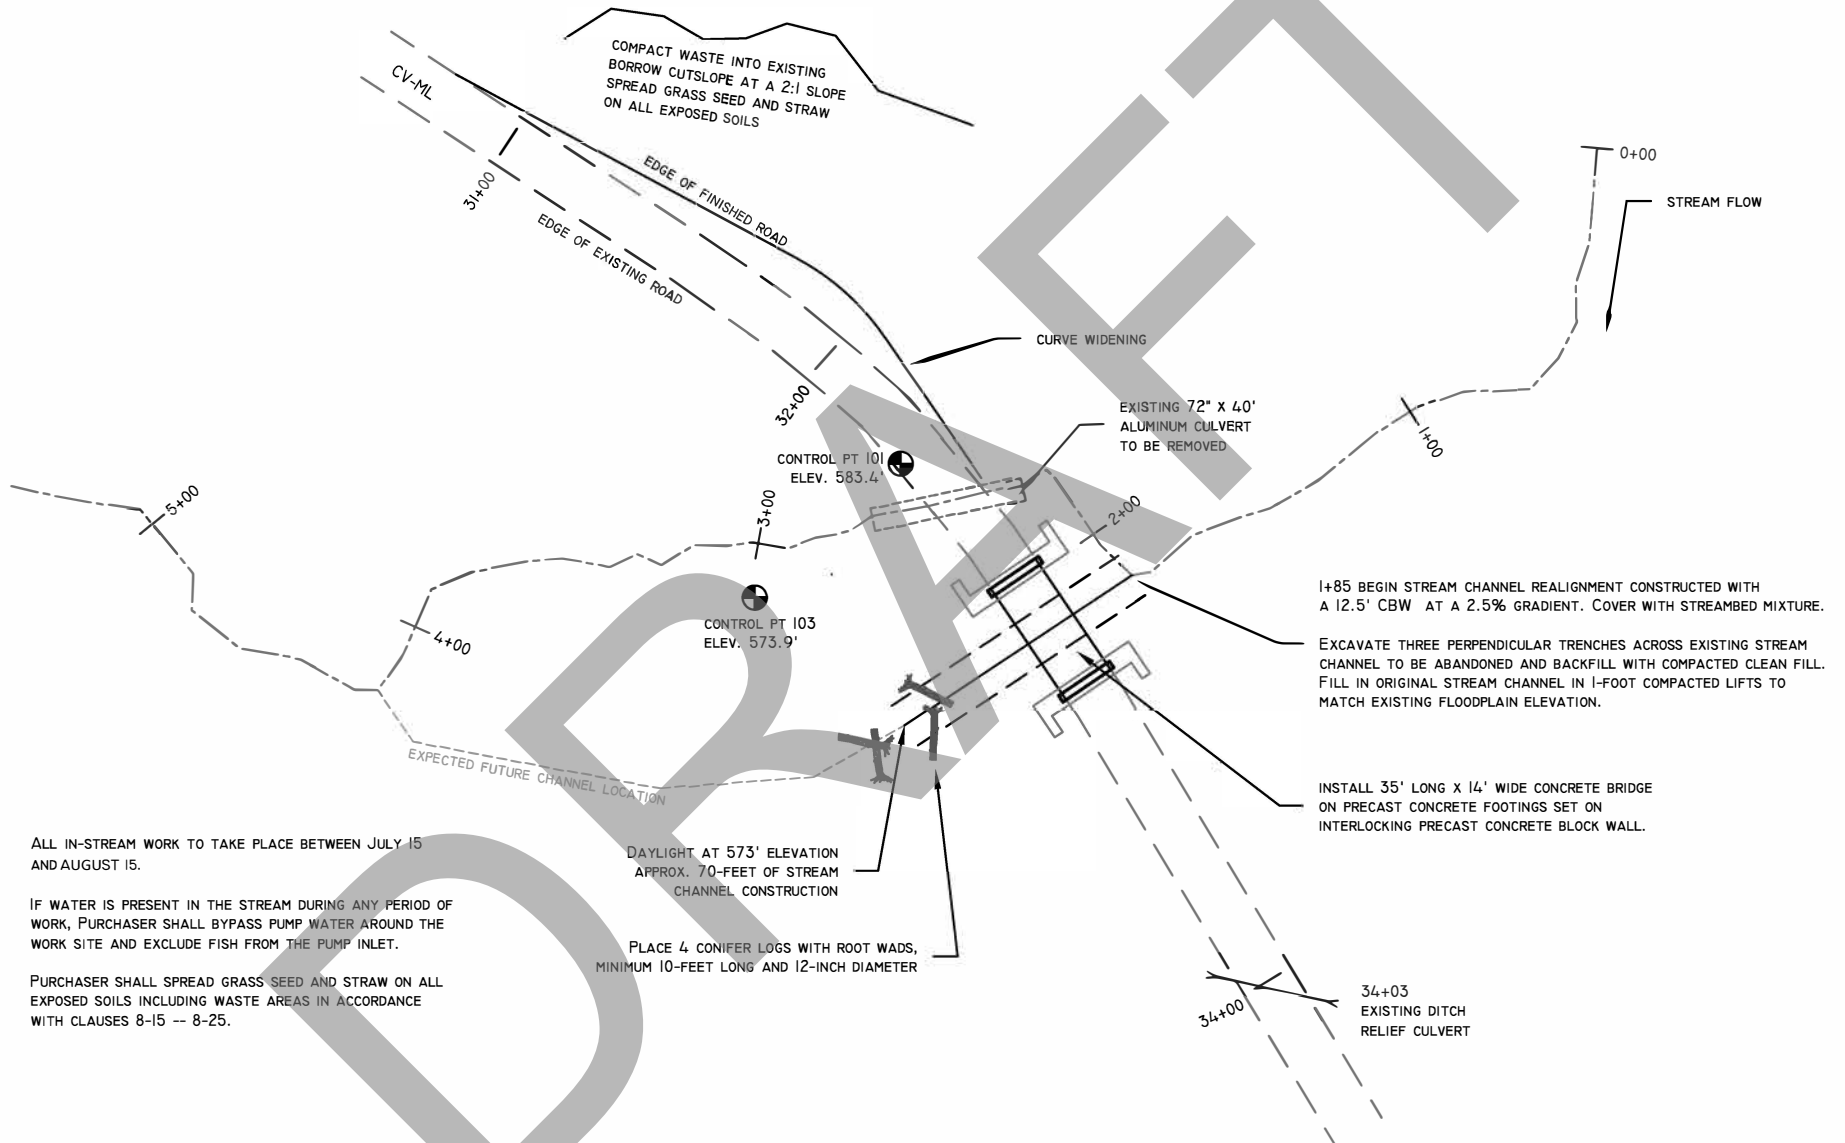 COMPACT WASTE INTO EXISTING
BORROW CUTSLOPE AT A 2:1 SLOPE
SPREAD GRASS SEED AND STRAW
ON ALL EXPOSED SOILS
CV-ML
31+00
EDGE OF FINISHED ROAD
EDGE OF EXISTING ROAD
0+00
STREAM FLOW
CURVE WIDENING
32+00
EXISTING 72" X 40'
ALUMINUM CULVERT
TO BE REMOVED
1+00
CONTROL PT 101
ELEV. 583.4'
5+00
3+00
2+00
CONTROL PT 103
ELEV. 573.9'
4+00
1+85 BEGIN STREAM CHANNEL REALIGNMENT CONSTRUCTED WITH
A 12.5' CBW AT A 2.5% GRADIENT. COVER WITH STREAMBED MIXTURE.
EXCAVATE THREE PERPENDICULAR TRENCHES ACROSS EXISTING STREAM
CHANNEL TO BE ABANDONED AND BACKFILL WITH COMPACTED CLEAN FILL.
FILL IN ORIGINAL STREAM CHANNEL IN 1-FOOT COMPACTED LIFTS TO
MATCH EXISTING FLOODPLAIN ELEVATION.
EXPECTED FUTURE CHANNEL LOCATION
INSTALL 35' LONG X 14' WIDE CONCRETE BRIDGE
ON PRECAST CONCRETE FOOTINGS SET ON
INTERLOCKING PRECAST CONCRETE BLOCK WALL.
ALL IN-STREAM WORK TO TAKE PLACE BETWEEN JULY 15
AND AUGUST 15.
IF WATER IS PRESENT IN THE STREAM DURING ANY PERIOD OF
WORK, PURCHASER SHALL BYPASS PUMP WATER AROUND THE
WORK SITE AND EXCLUDE FISH FROM THE PUMP INLET.
PURCHASER SHALL SPREAD GRASS SEED AND STRAW ON ALL
EXPOSED SOILS INCLUDING WASTE AREAS IN ACCORDANCE
WITH CLAUSES 8-15 -- 8-25.
DAYLIGHT AT 573' ELEVATION
APPROX. 70-FEET OF STREAM
CHANNEL CONSTRUCTION
PLACE 4 CONIFER LOGS WITH ROOT WADS,
MINIMUM 10-FEET LONG AND 12-INCH DIAMETER
34+00
34+03
EXISTING DITCH
RELIEF CULVERT
DRAFT